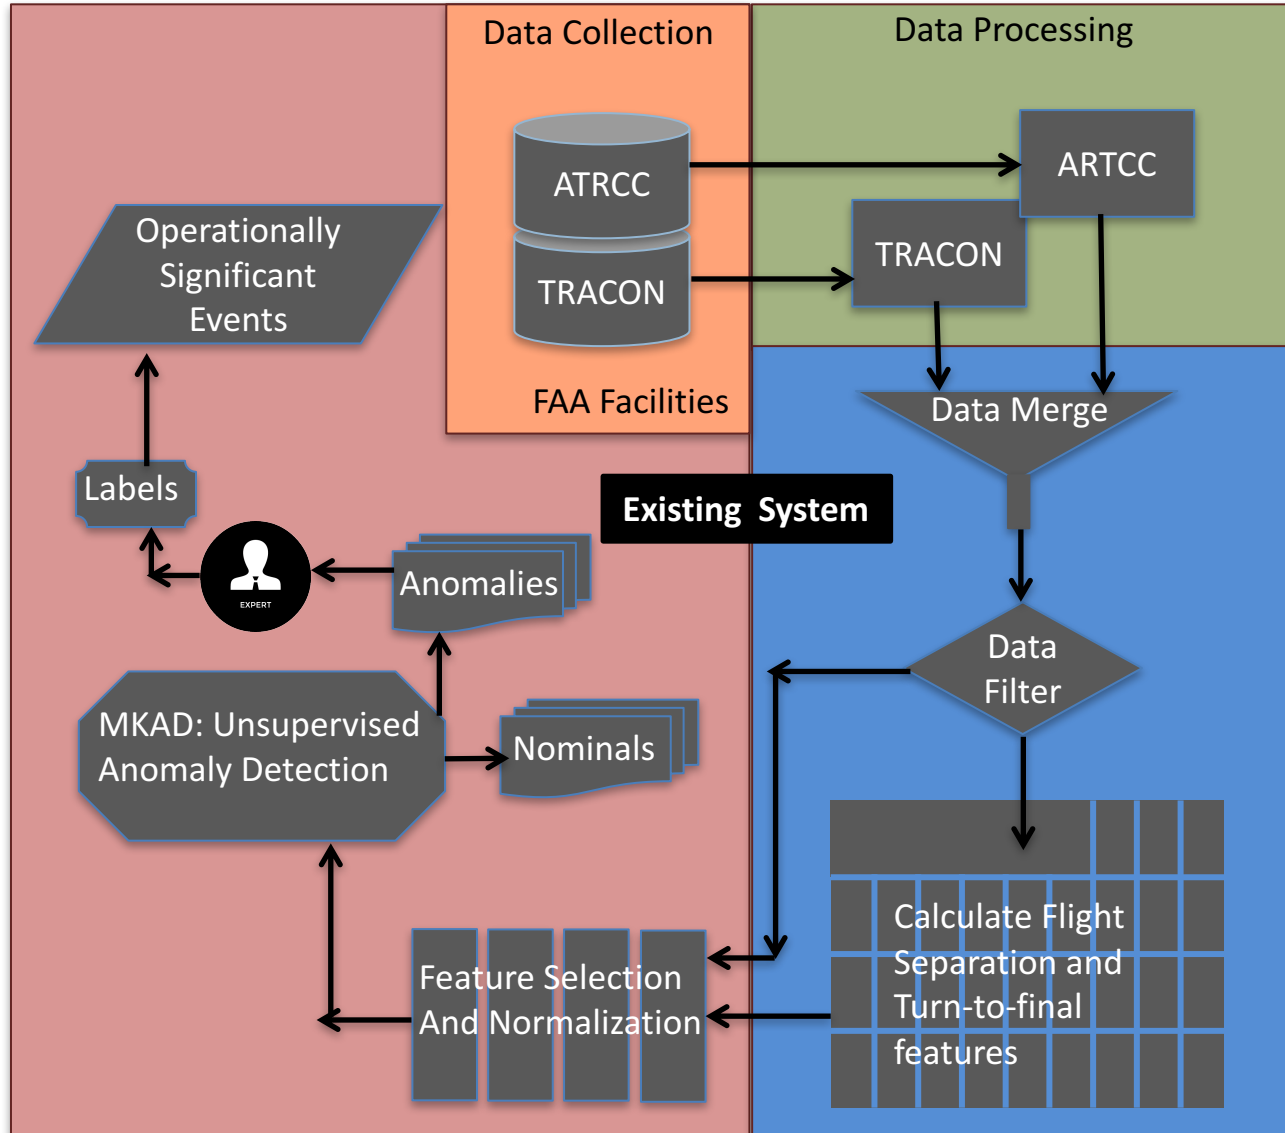 Data Collection
Data Processing
ATRCC
TRACON
FAA Facilities
ARTCC
TRACON
Data Merge
Data
Filter
Calculate Flight
Separation and
Turn-to-final
features
Existing System
Feature Selection
And Normalization
MKAD: Unsupervised
Anomaly Detection
Nominals
Anomalies
EXPERT
Labels
Operationally
Significant
Events